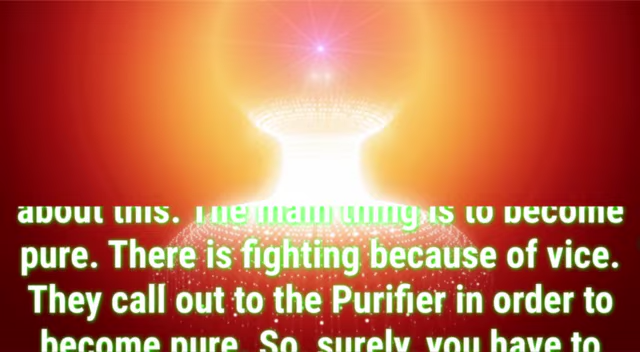 about this. The main thing is to become
pure. There is fighting because of vice.
They call out to the Purifier in order to
become pure. So, surely, you have to